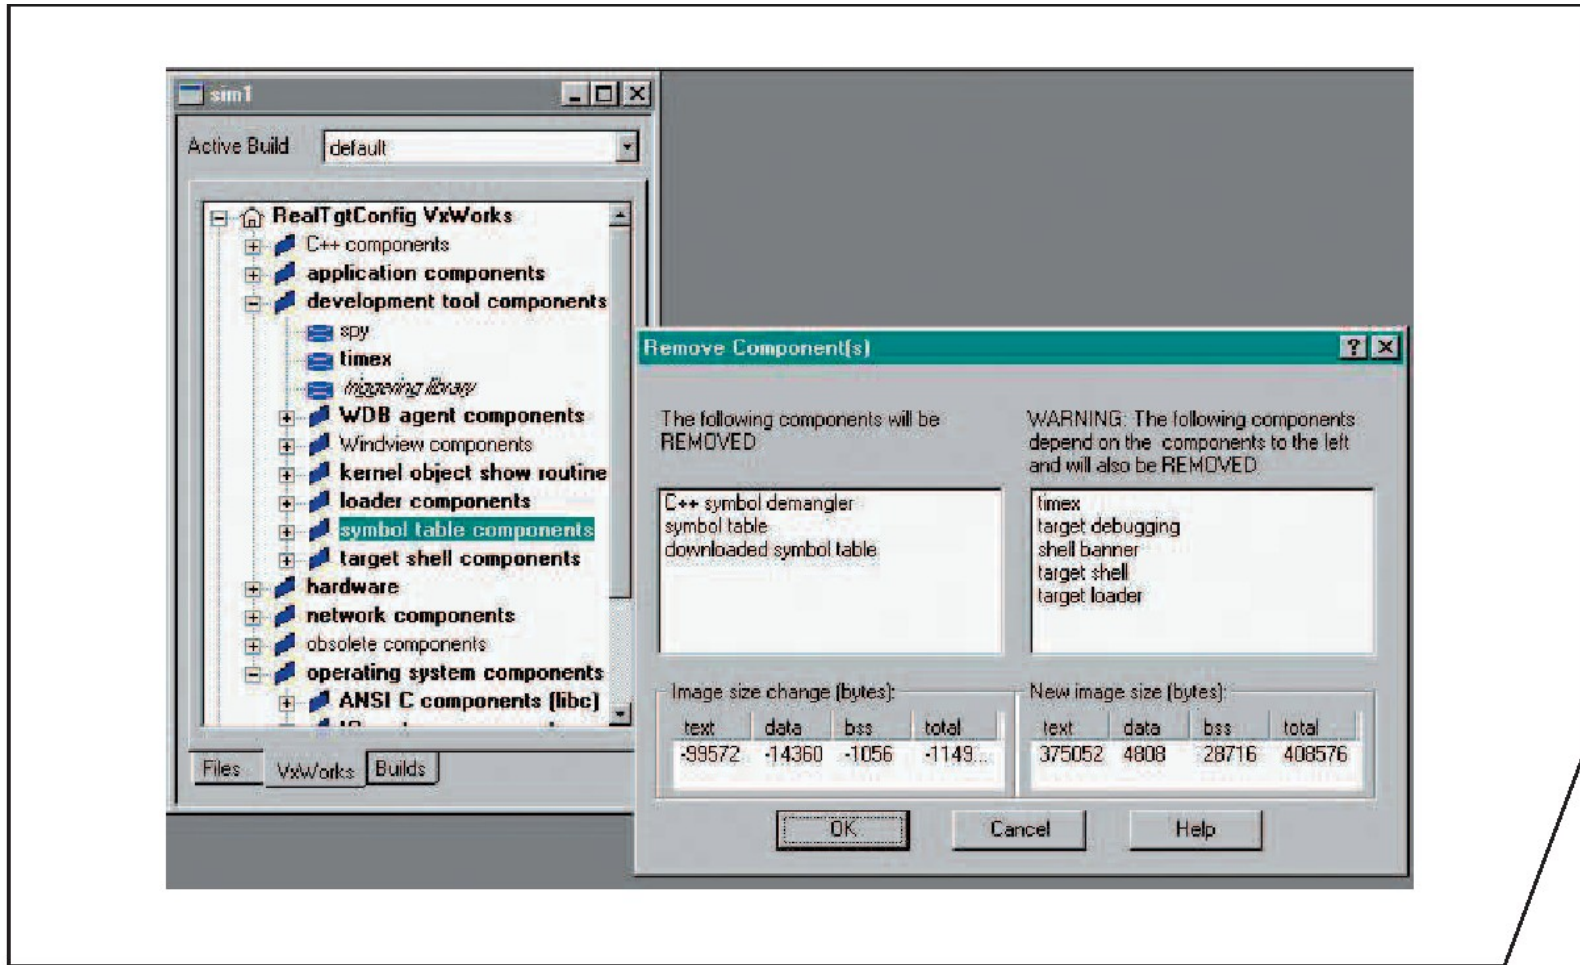 sim1
Active Build
default
RealTgtConfig VxWorks
C++ components
application components
development tool components
spy
timex
triggering library
WDB agent components
Windview components
kernel object show routine
loader components
symbol table components
target shell components
hardware
network components
obsolete components
operating system components
ANSI C components (libc)
Files
VxWorks
Builds
Remove Component(s)
The following components will be
REMOVED
C++ symbol demangler
symbol table
downloaded symbol table
WARNING: The following components
depend on the components to the left
and will also be REMOVED
timex
target debugging
shell banner
target shell
target loader
Image size change (bytes):
text data bss total
-99572 -14360 -1056 -1149...
New image size (bytes):
text data bss total
375052 4808 28716 408576
OK
Cancel
Help